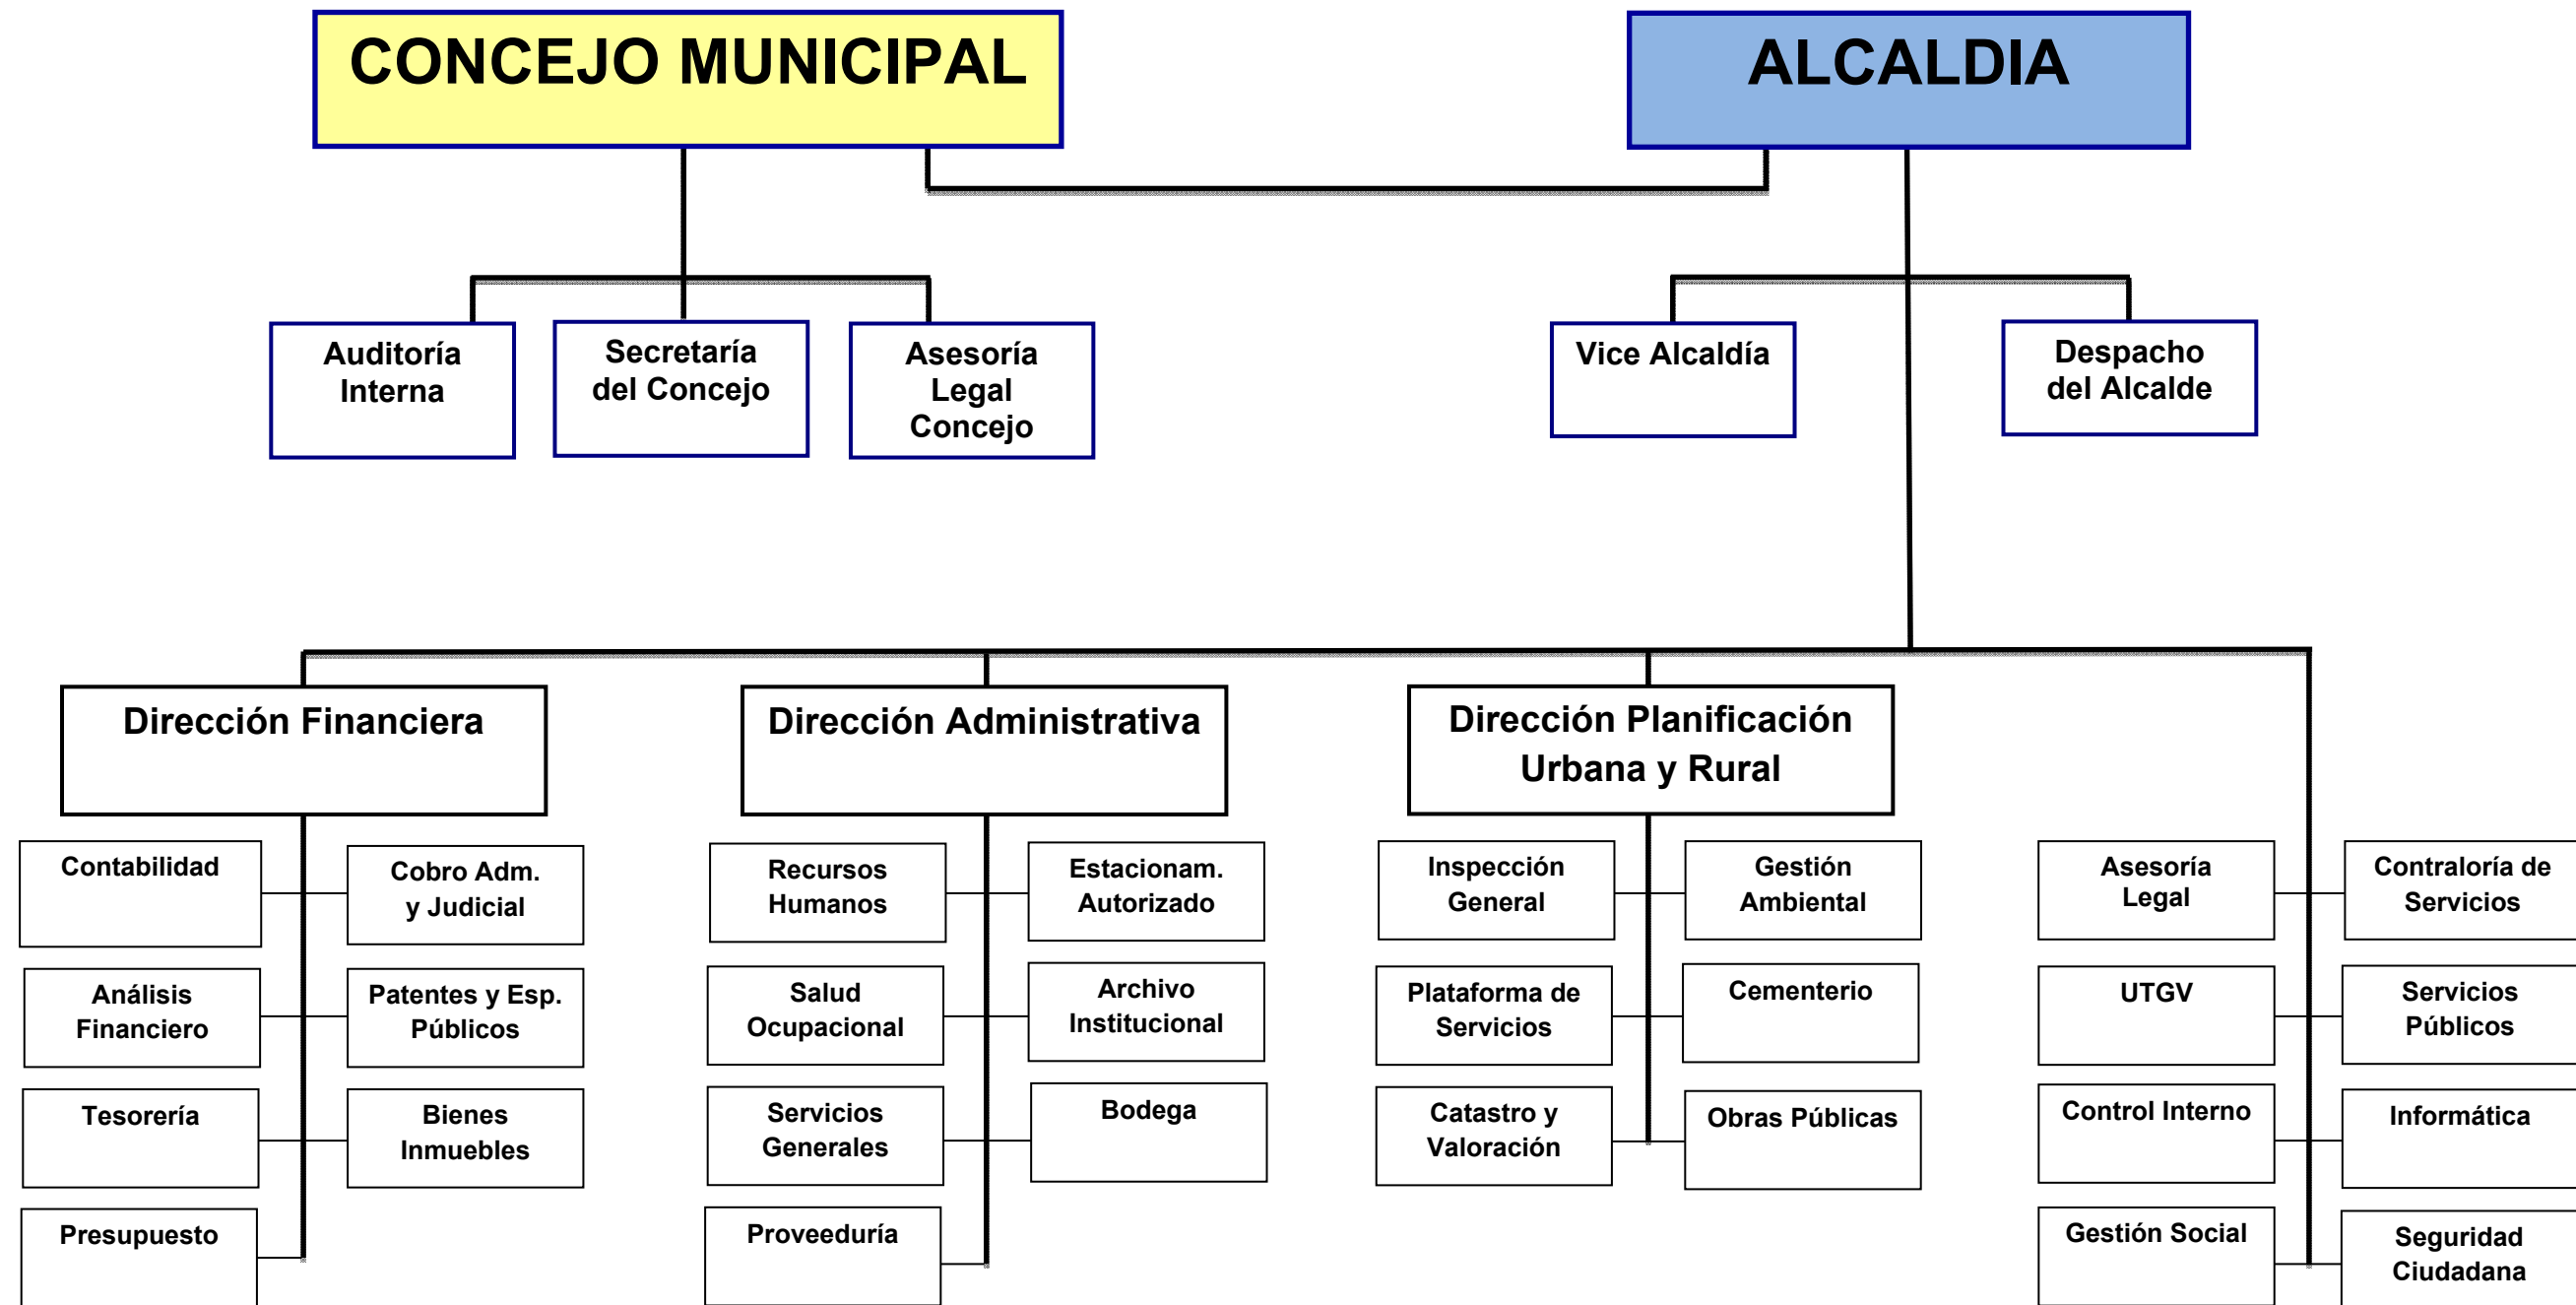 CONCEJO MUNICIPAL
ALCALDIA
Auditoría
Interna
Secretaría
del Concejo
Asesoría
Legal
Concejo
Vice Alcaldía
Despacho
del Alcalde
Dirección Financiera
Dirección Administrativa
Dirección Planificación
Urbana y Rural
Contabilidad
Cobro Adm.
y Judicial
Análisis
Financiero
Patentes y Esp.
Públicos
Tesorería
Bienes
Inmuebles
Presupuesto
Recursos
Humanos
Estacionam.
Autorizado
Salud
Ocupacional
Archivo
Institucional
Servicios
Generales
Bodega
Proveeduría
Inspección
General
Gestión
Ambiental
Plataforma de
Servicios
Cementerio
Catastro y
Valoración
Obras Públicas
Asesoría
Legal
Contraloría de
Servicios
UTGV
Servicios
Públicos
Control Interno
Informática
Gestión Social
Seguridad
Ciudadana